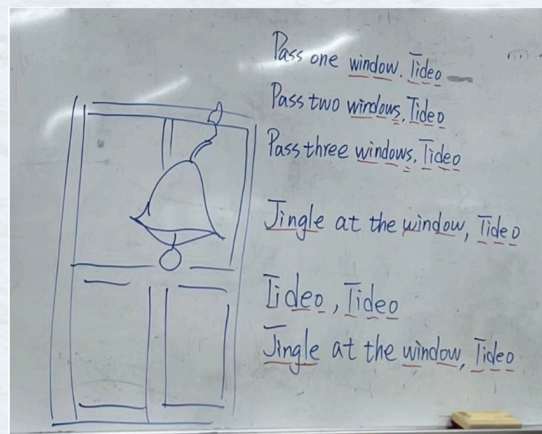 Pass one window, Tideo
Pass two windows, Tideo
Pass three windows, Tideo
Jingle at the window, Tideo
Tideo, Tideo
Jingle at the window, Tideo